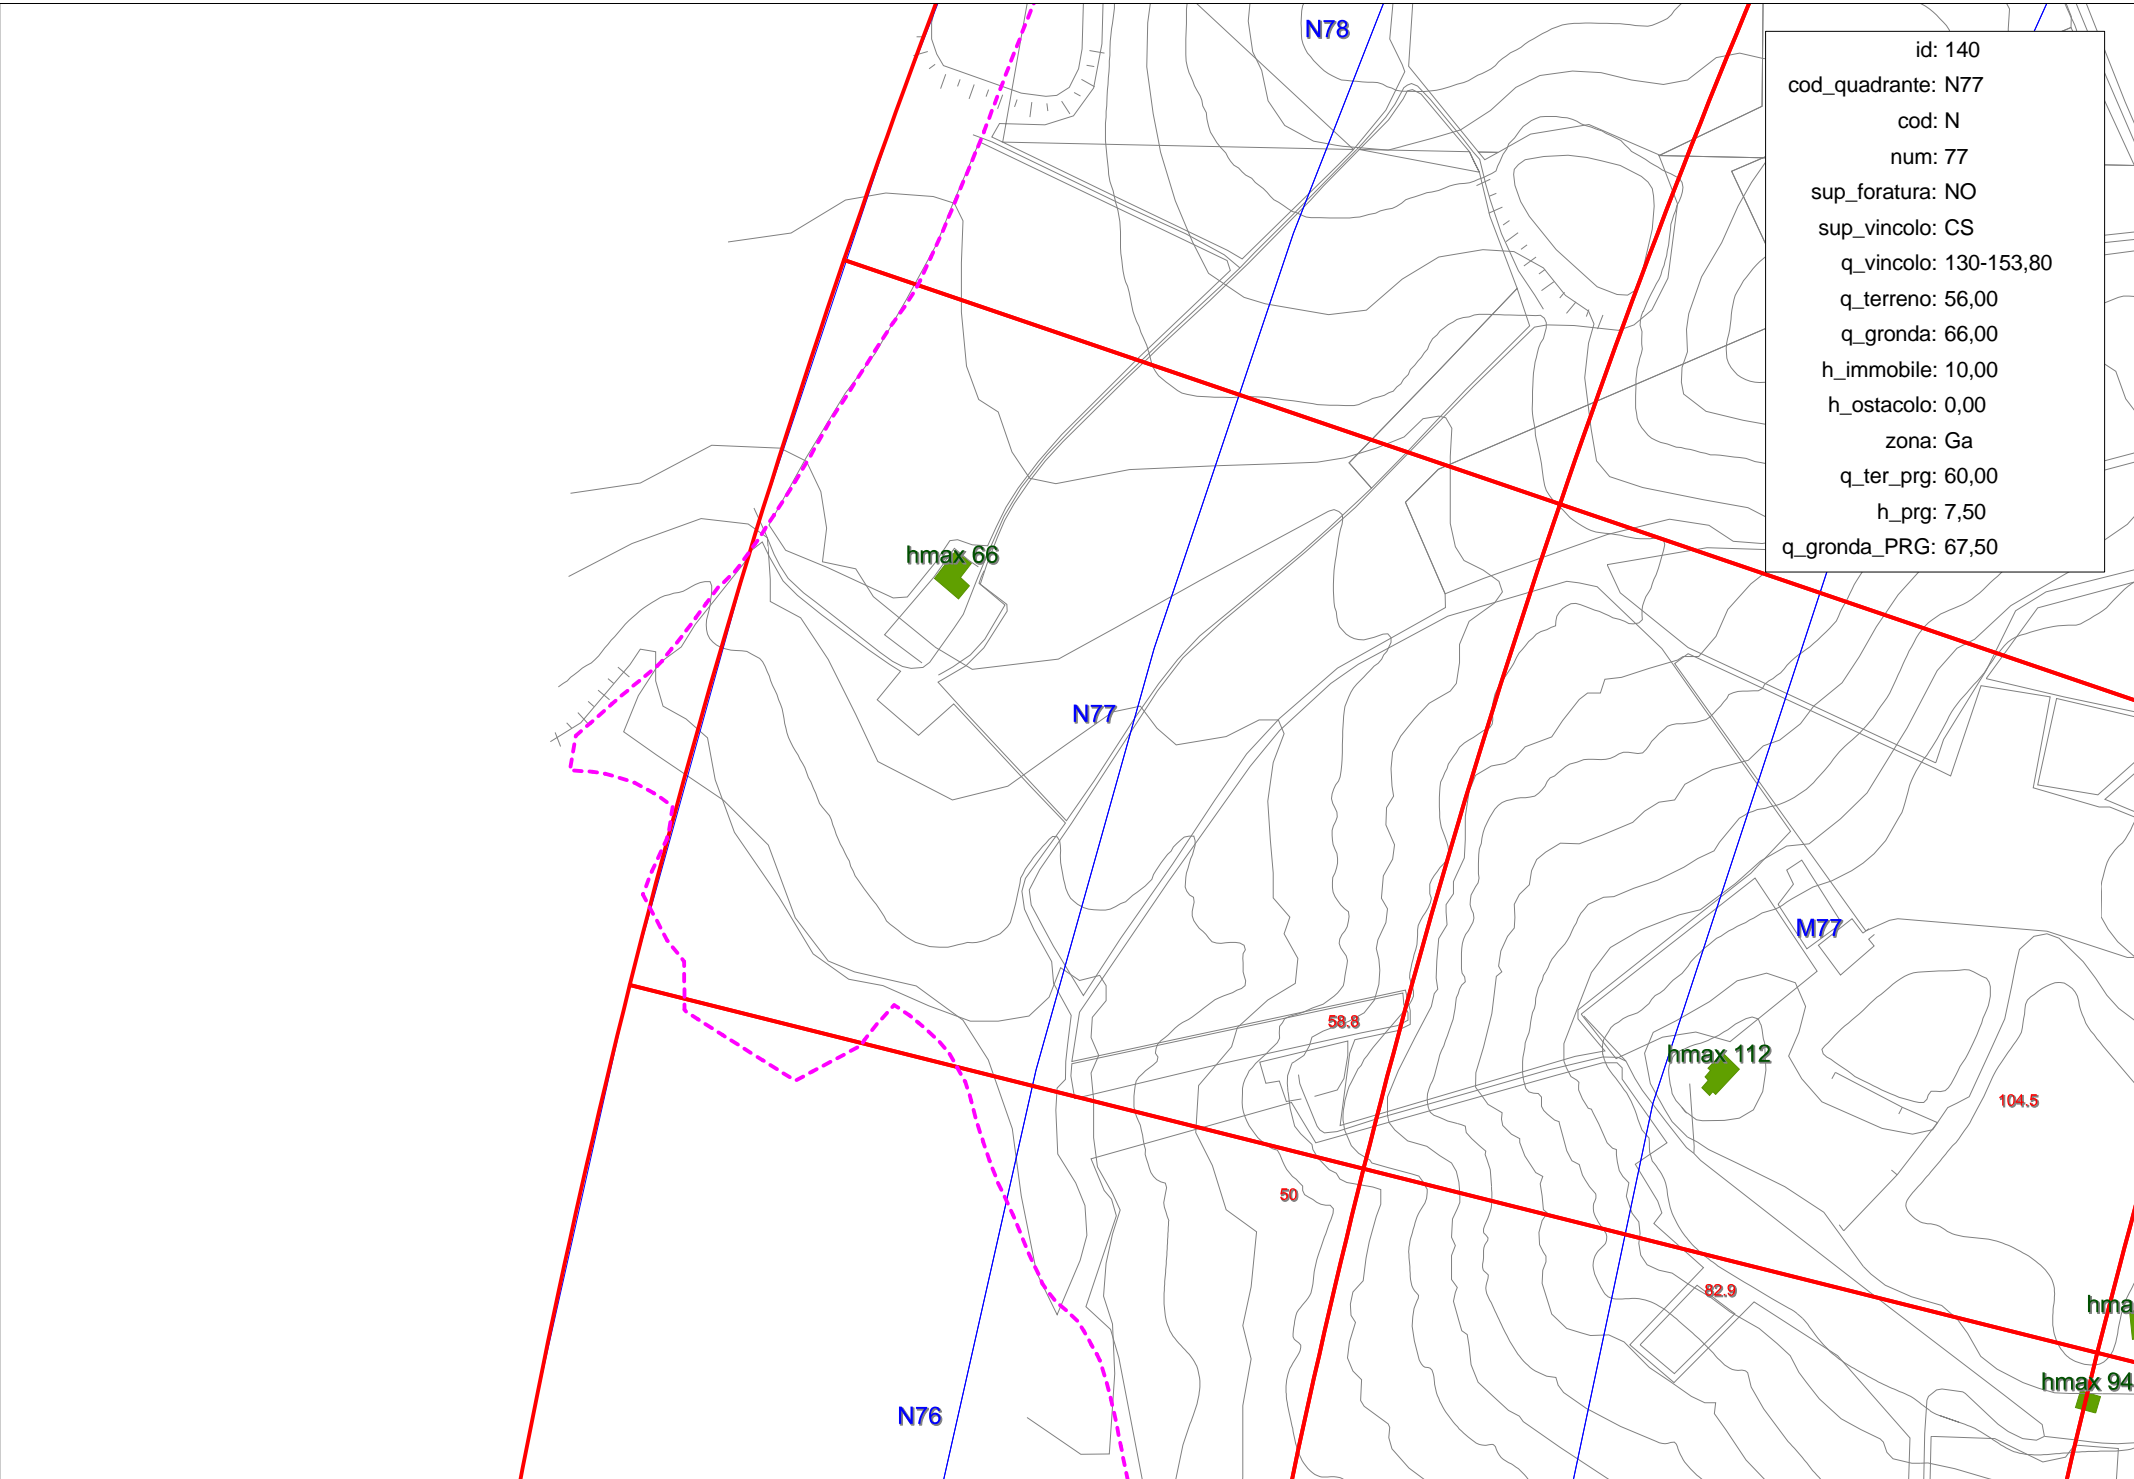 N78
id: 140
cod_quadrante: N77
cod: N
num: 77
sup_foratura: NO
sup_vincolo: CS
q_vincolo: 130-153,80
q_terreno: 56,00
q_gronda: 66,00
h_immobile: 10,00
h_ostacolo: 0,00
zona: Ga
q_ter_prg: 60,00
h_prg: 7,50
q_gronda_PRG: 67,50
hmax 66
N77
M77
58.8
hmax 112
104.5
50
82.9
hma
hmax 94
N76